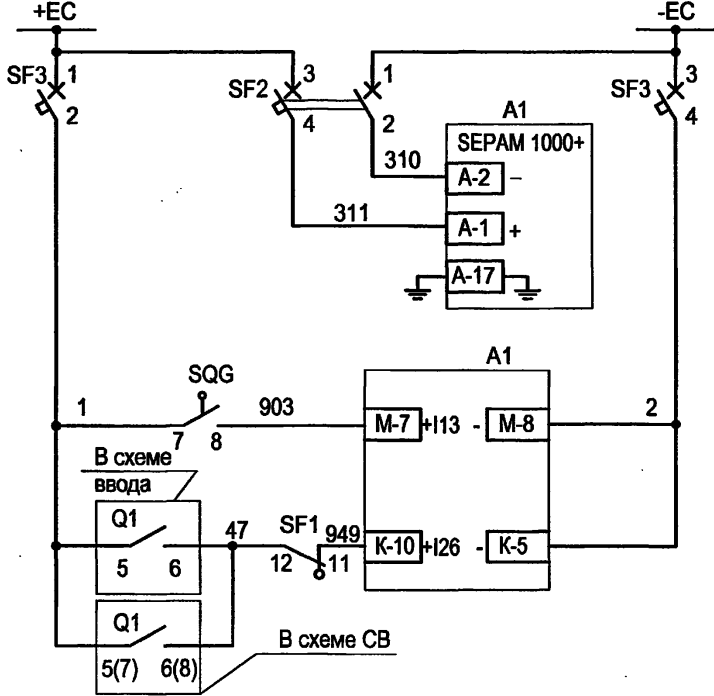 +EC
-EC
SF3 1
2
SF2 3
4
1
2
SF3 3
4
A1
SEPAM 1000+
310
A-2 –
311
A-1 +
A-17
A1
SQG
1
903
7 8
M-7 +I13 - M-8
2
В схеме
ввода
Q1
5 6
47
SF1
12 11
949
K-10 +I26 - K-5
Q1
5(7) 6(8)
В схеме СВ